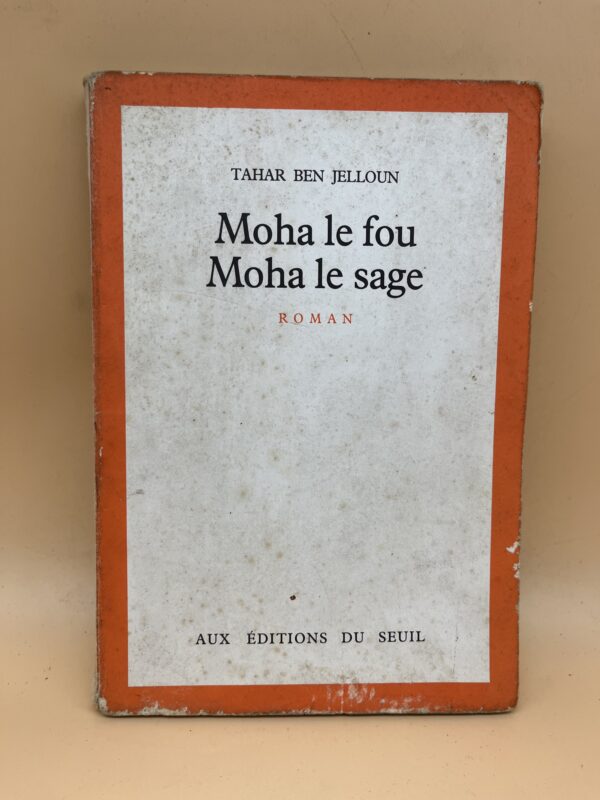 TAHAR BEN JELLOUN
Moha le fou
Moha le sage
ROMAN
AUX ÉDITIONS DU SEUIL